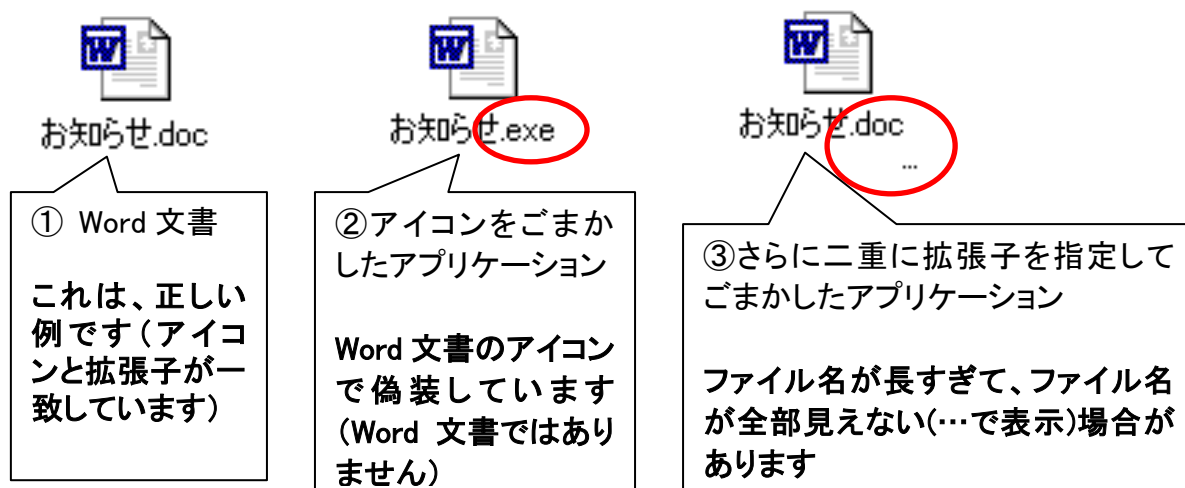 お知らせ.doc
① Word 文書
これは、正しい
例です(アイコ
ンと拡張子が一
致しています)
お知らせ.exe
②アイコンをごまか
したアプリケーション
Word 文書のアイコン
で偽装しています
(Word 文書ではあり
ません)
お知らせ.doc
...
③さらに二重に拡張子を指定して
ごまかしたアプリケーション
ファイル名が長すぎて、ファイル名
が全部見えない(…で表示)場合が
あります